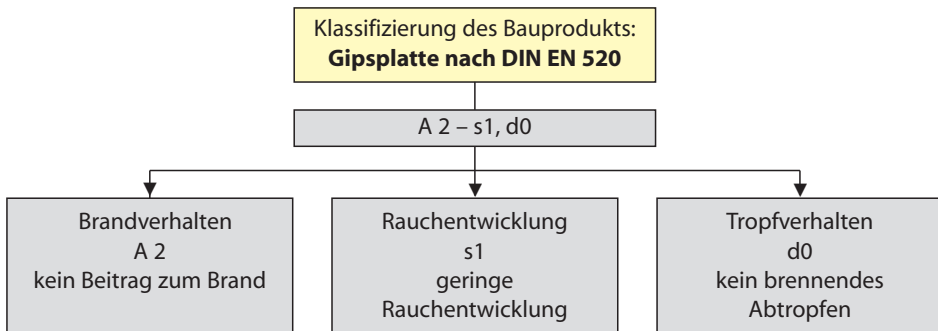 Klassifizierung des Bauprodukts:
Gipsplatte nach DIN EN 520
A 2 – s1, d0
Brandverhalten
A 2
kein Beitrag zum Brand
Rauchentwicklung
s1
geringe
Rauchentwicklung
Tropfverhalten
d0
kein brennendes
Abtropfen